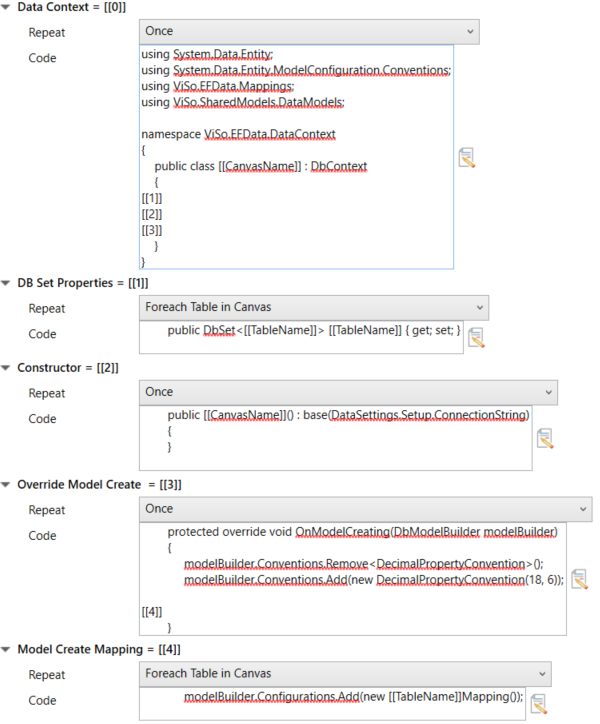 Data Context = [[0]]
Repeat
Once
Code
using System.Data.Entity;
using System.Data.Entity.ModelConfiguration.Conventions;
using ViSo.EFData.Mappings;
using ViSo.SharedModels.DataModels;
namespace ViSo.EFData.DataContext
{
public class [[CanvasName]] : DbContext
{
[[1]]
[[2]]
[[3]]
}
}
DB Set Properties = [[1]]
Repeat
Foreach Table in Canvas
Code
public DbSet<[[TableName]]> [[TableName]] { get; set; }
Constructor = [[2]]
Repeat
Once
Code
public [[CanvasName]]() : base(DataSettings.Setup.ConnectionString)
{
}
Override Model Create = [[3]]
Repeat
Once
Code
protected override void OnModelCreating(DbModelBuilder modelBuilder)
{
modelBuilder.Conventions.Remove<DecimalPropertyConvention>();
modelBuilder.Conventions.Add(new DecimalPropertyConvention(18, 6));
[[4]]
}
Model Create Mapping = [[4]]
Repeat
Foreach Table in Canvas
Code
modelBuilder.Configurations.Add(new [[TableName]]Mapping());